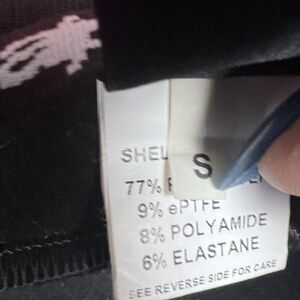 SHEL
S
77%
9% ePTFE
8% POLYAMIDE
6% ELASTANE
SEE REVERSE SIDE FOR CARE